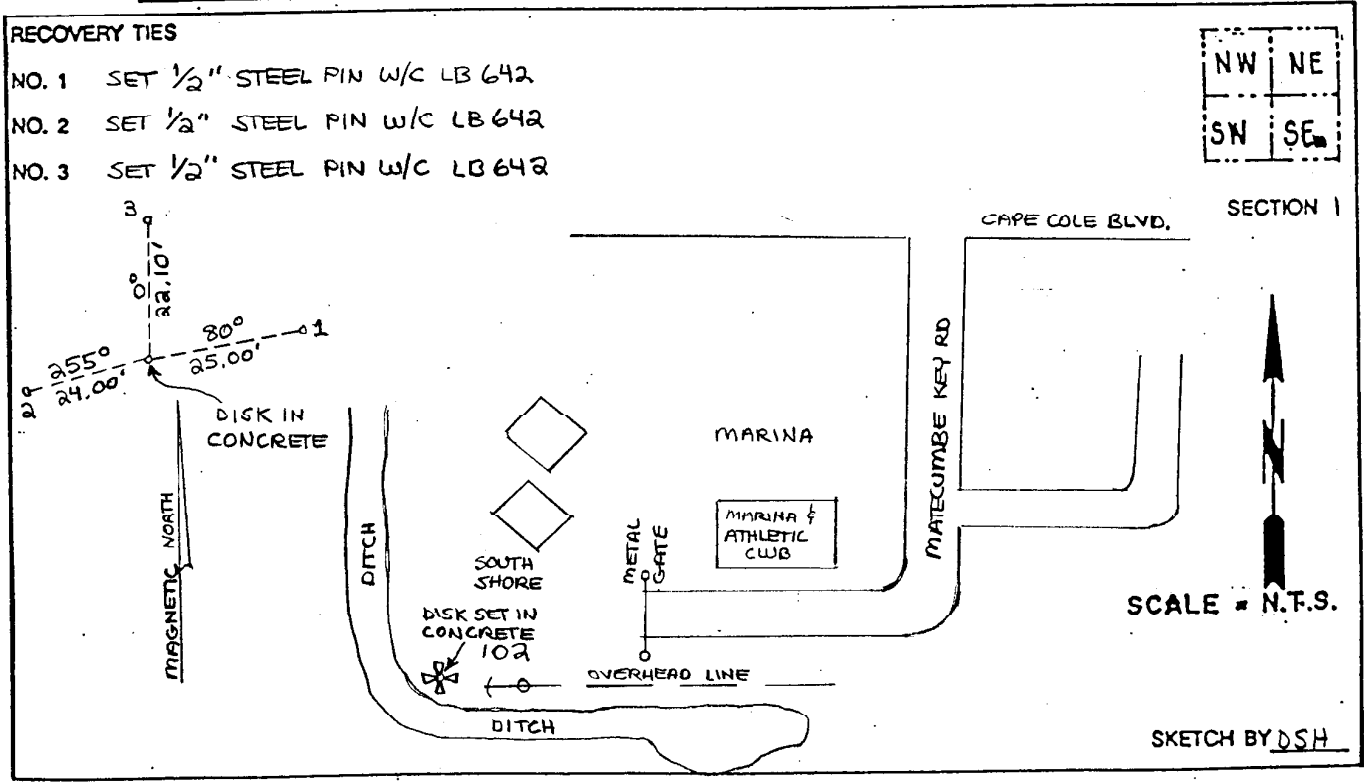 RECOVERY TIES
NO. 1 SET 1/2" STEEL PIN W/C LB 642
NO. 2 SET 1/2" STEEL PIN W/C LB 642
NO. 3 SET 1/2" STEEL PIN W/C LB 642
NW NE
SW SE
SECTION 1
3
0°
22.10'
80°
25.00'
1
255°
24.00'
2
DISK IN
CONCRETE
MAGNETIC NORTH
CAPE COLE BLVD.
MATECUMBE KEY RD
MARINA
MARINA &
ATHLETIC
CLUB
DITCH
SOUTH
SHORE
METAL
GATE
DISK SET IN
CONCRETE
102
OVERHEAD LINE
DITCH
N
SCALE = N.T.S.
SKETCH BY DSH